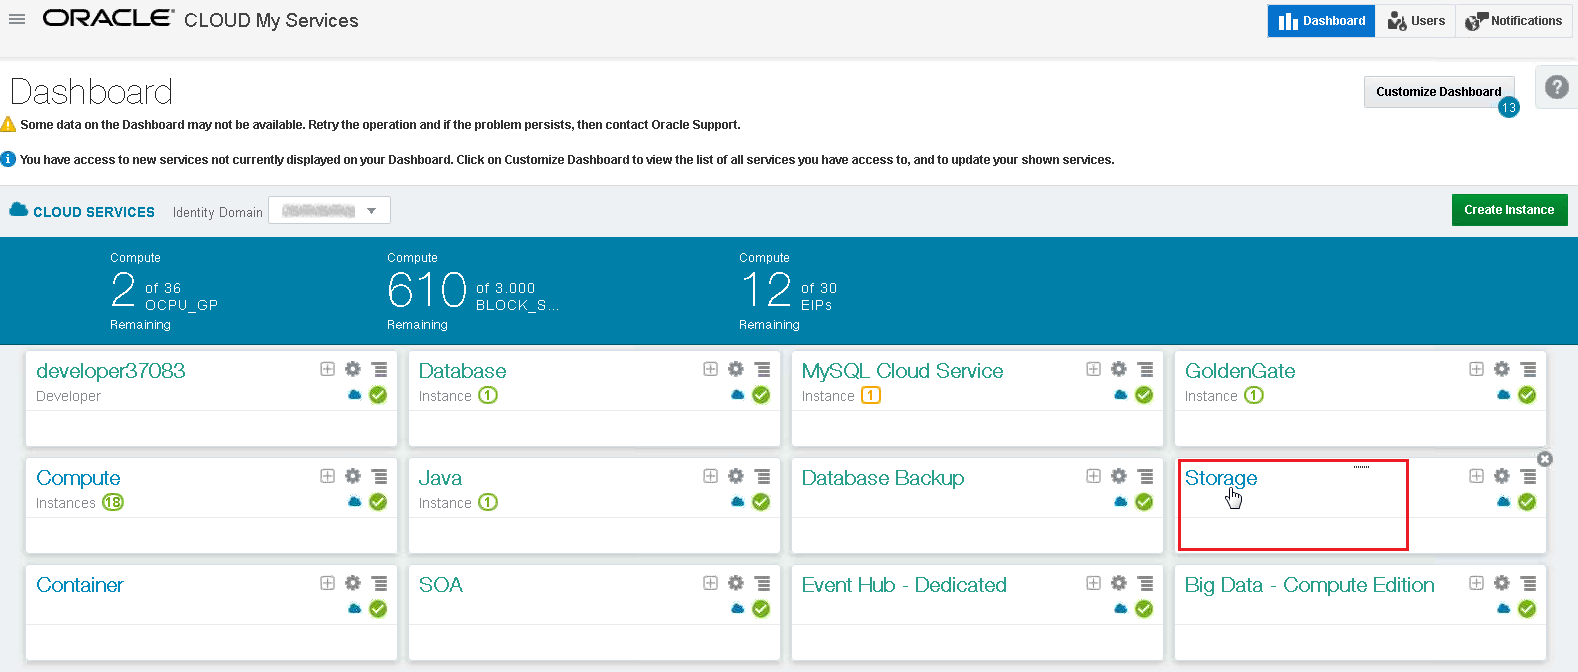 ORACLE® CLOUD My Services
Dashboard Users Notifications
Dashboard
Customize Dashboard
13
?
Some data on the Dashboard may not be available. Retry the operation and if the problem persists, then contact Oracle Support.
You have access to new services not currently displayed on your Dashboard. Click on Customize Dashboard to view the list of all services you have access to, and to update your shown services.
CLOUD SERVICES Identity Domain
Create Instance
Compute
2 of 36
OCPU_GP
Remaining
Compute
610 of 3.000
BLOCK_S...
Remaining
Compute
12 of 30
EIPs
Remaining
developer37083
Developer
Database
Instance 1
MySQL Cloud Service
Instance 1
GoldenGate
Instance 1
Compute
Instances 18
Java
Instance 1
Database Backup
Storage
Container
SOA
Event Hub - Dedicated
Big Data - Compute Edition